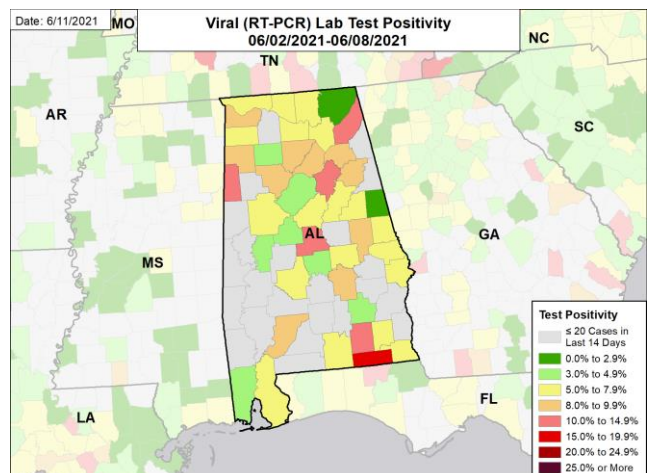 Date: 6/11/2021
Viral (RT-PCR) Lab Test Positivity
06/02/2021-06/08/2021
MO
TN
NC
AR
SC
AL
GA
MS
LA
FL
Test Positivity
≤ 20 Cases in
Last 14 Days
0.0% to 2.9%
3.0% to 4.9%
5.0% to 7.9%
8.0% to 9.9%
10.0% to 14.9%
15.0% to 19.9%
20.0% to 24.9%
25.0% or More